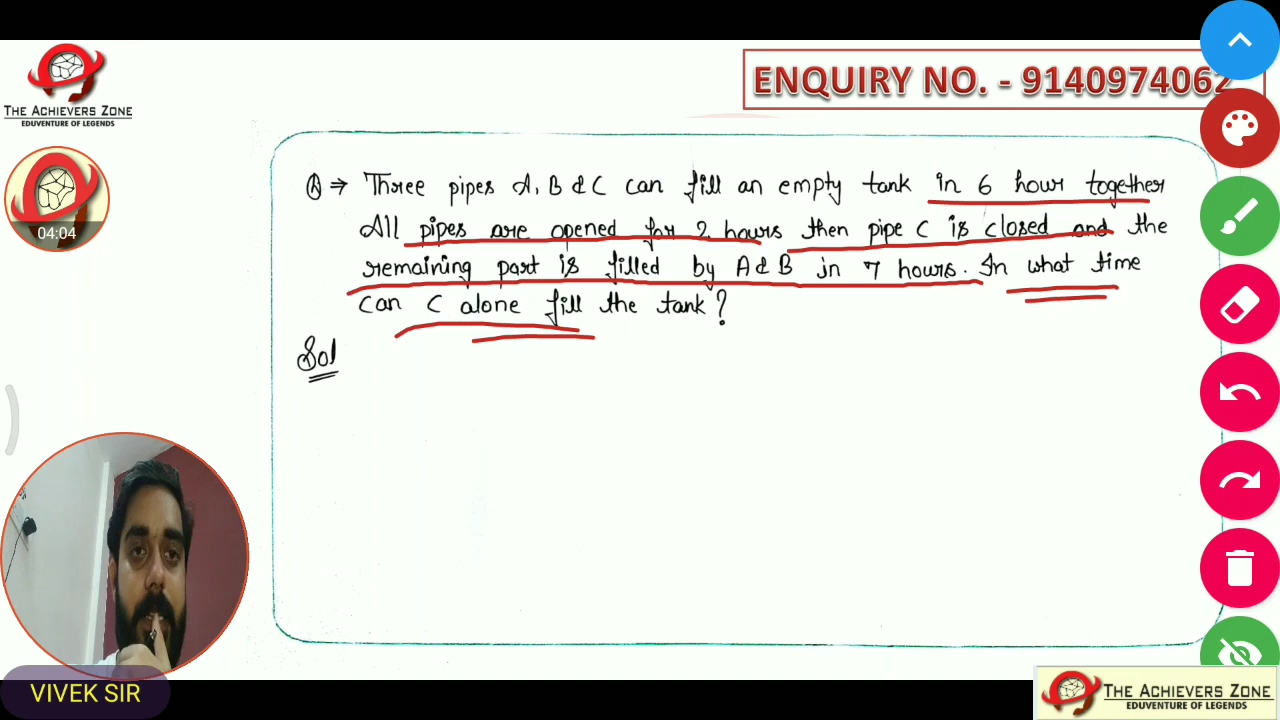 THE ACHIEVERS ZONE
EDUVENTURE OF LEGENDS
ENQUIRY NO. - 9140974062
04:04
Q → Three pipes A, B & C can fill an empty tank in 6 hour together
All pipes are opened for 2 hours then pipe C is closed and the
remaining part is filled by A & B in 7 hours. In what time
can C alone fill the tank?
Sol
VIVEK SIR
THE ACHIEVERS ZONE
EDUVENTURE OF LEGENDS